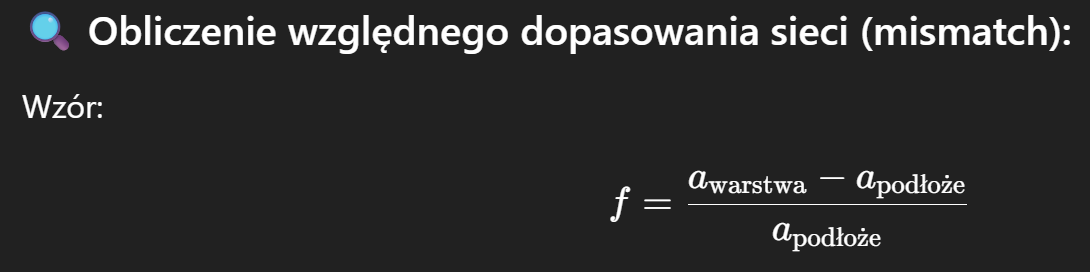 🔍 Obliczenie względnego dopasowania sieci (mismatch):
Wzór:
f = (a_warstwa − a_podłoże) / a_podłoże